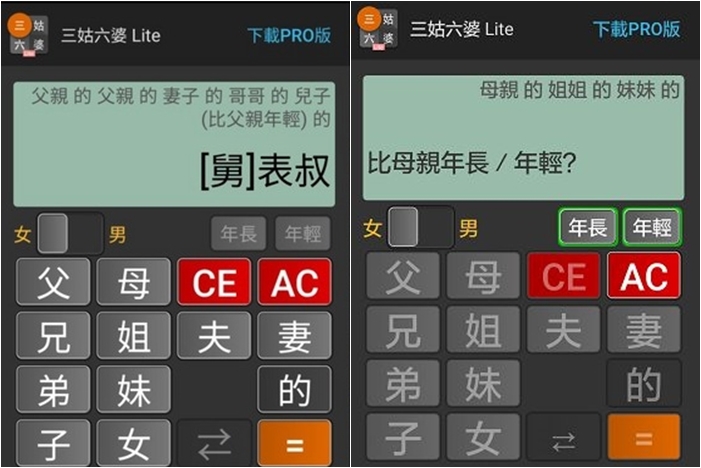 三姑六婆
三姑六婆 Lite
下載PRO版
父親 的 父親 的 妻子 的 哥哥 的 兒子
(比父親年輕) 的
[舅]表叔
女
男
年長
年輕
父
母
CE
AC
兄
姐
夫
妻
弟
妹
的
子
女
=
三姑六婆
三姑六婆 Lite
下載PRO版
母親 的 姐姐 的 妹妹 的
比母親年長 / 年輕?
女
男
年長
年輕
父
母
CE
AC
兄
姐
夫
妻
弟
妹
的
子
女
=